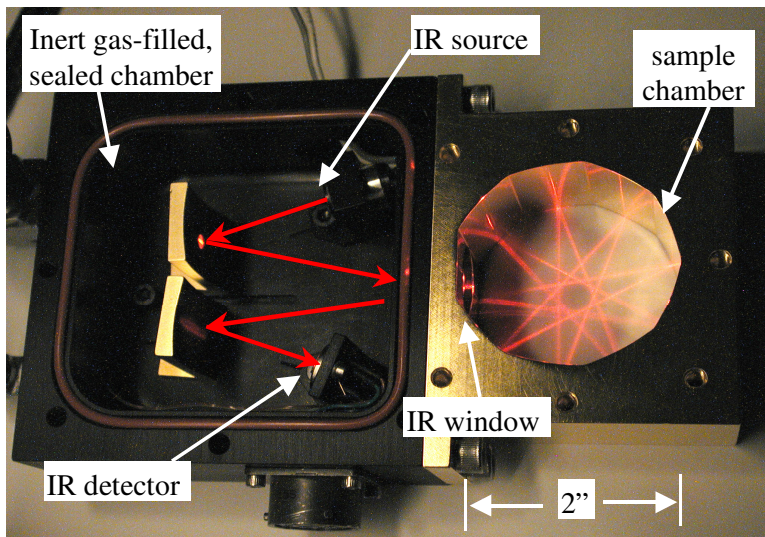 Inert gas-filled,
sealed chamber
IR source
sample
chamber
IR window
IR detector
2”